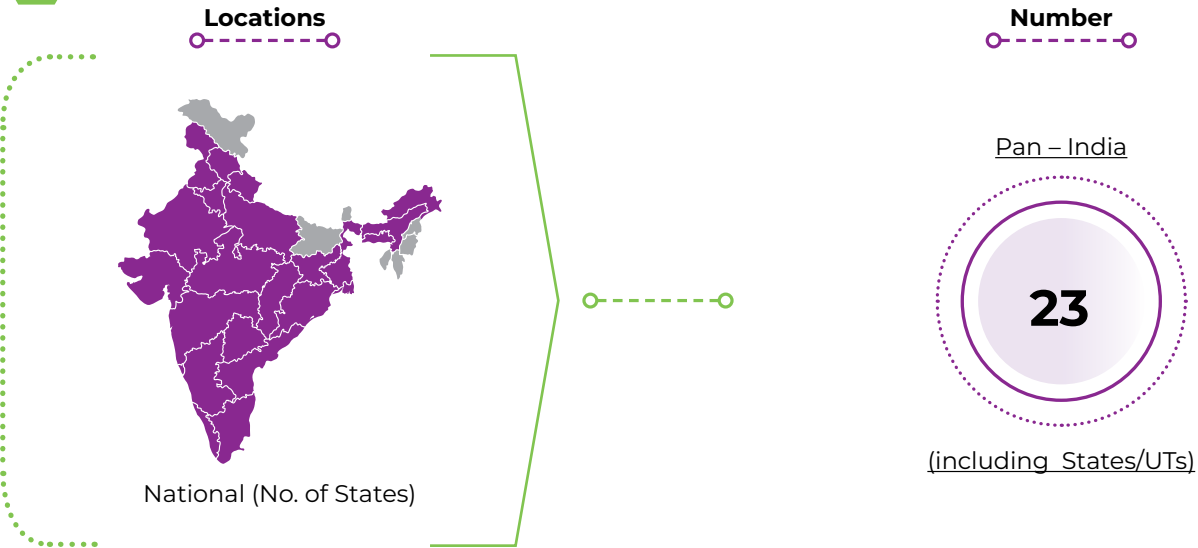 Locations
National (No. of States)
Number
Pan – India
23
(including States/UTs)